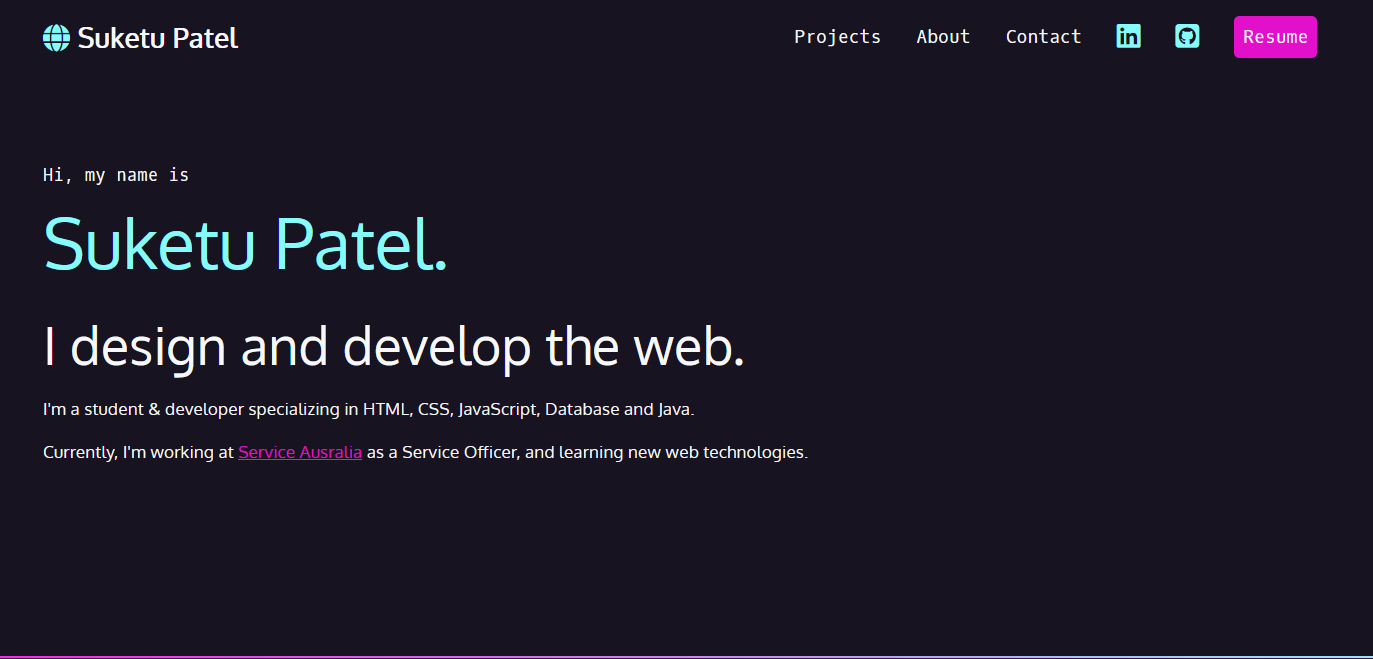 Suketu Patel
Projects About Contact in Resume
Hi, my name is
Suketu Patel.
I design and develop the web.
I'm a student & developer specializing in HTML, CSS, JavaScript, Database and Java.
Currently, I'm working at Service Ausralia as a Service Officer, and learning new web technologies.